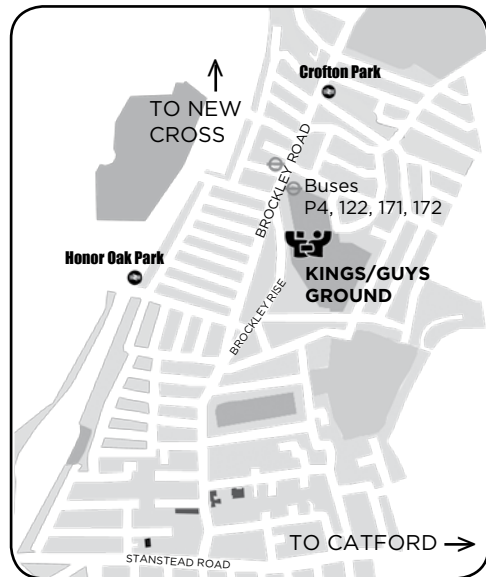 Crofton Park
TO NEW
CROSS
BROCKLEY ROAD
Buses
P4, 122, 171, 172
Honor Oak Park
KINGS/GUYS
GROUND
BROCKLEY RISE
TO CATFORD
STANSTEAD ROAD